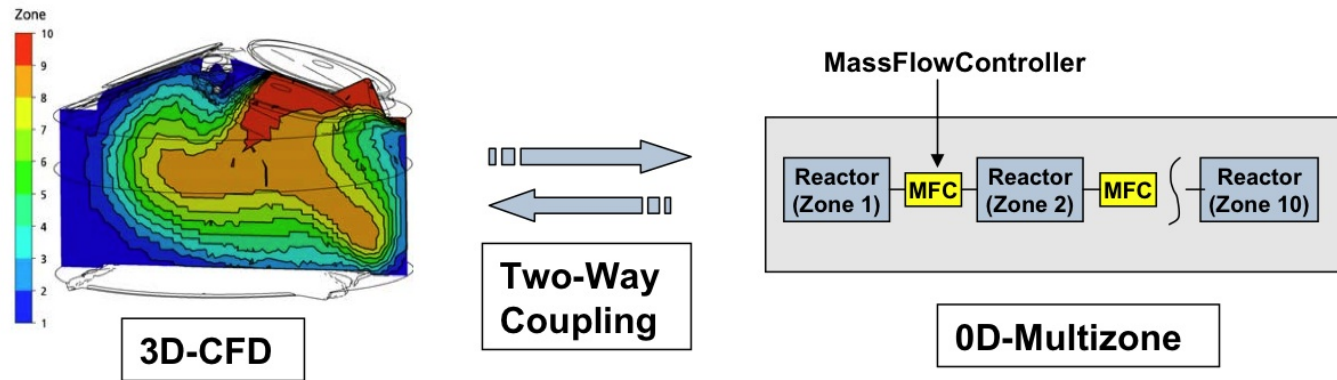 Zone
10
9
8
7
6
5
4
3
2
1
3D-CFD
Two-Way
Coupling
MassFlowController
Reactor
(Zone 1)
MFC
Reactor
(Zone 2)
MFC
Reactor
(Zone 10)
0D-Multizone